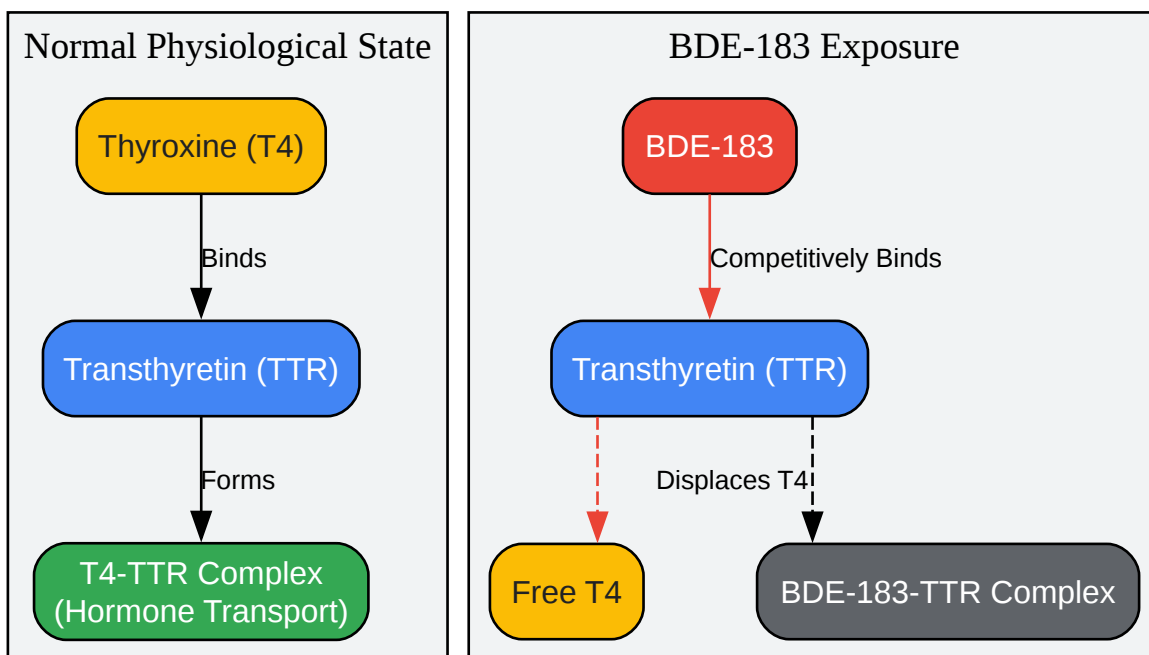 Normal Physiological State
Thyroxine (T4)
Binds
Transthyretin (TTR)
Forms
T4-TTR Complex
(Hormone Transport)
BDE-183 Exposure
BDE-183
Competitively Binds
Transthyretin (TTR)
Displaces T4
Free T4
BDE-183-TTR Complex